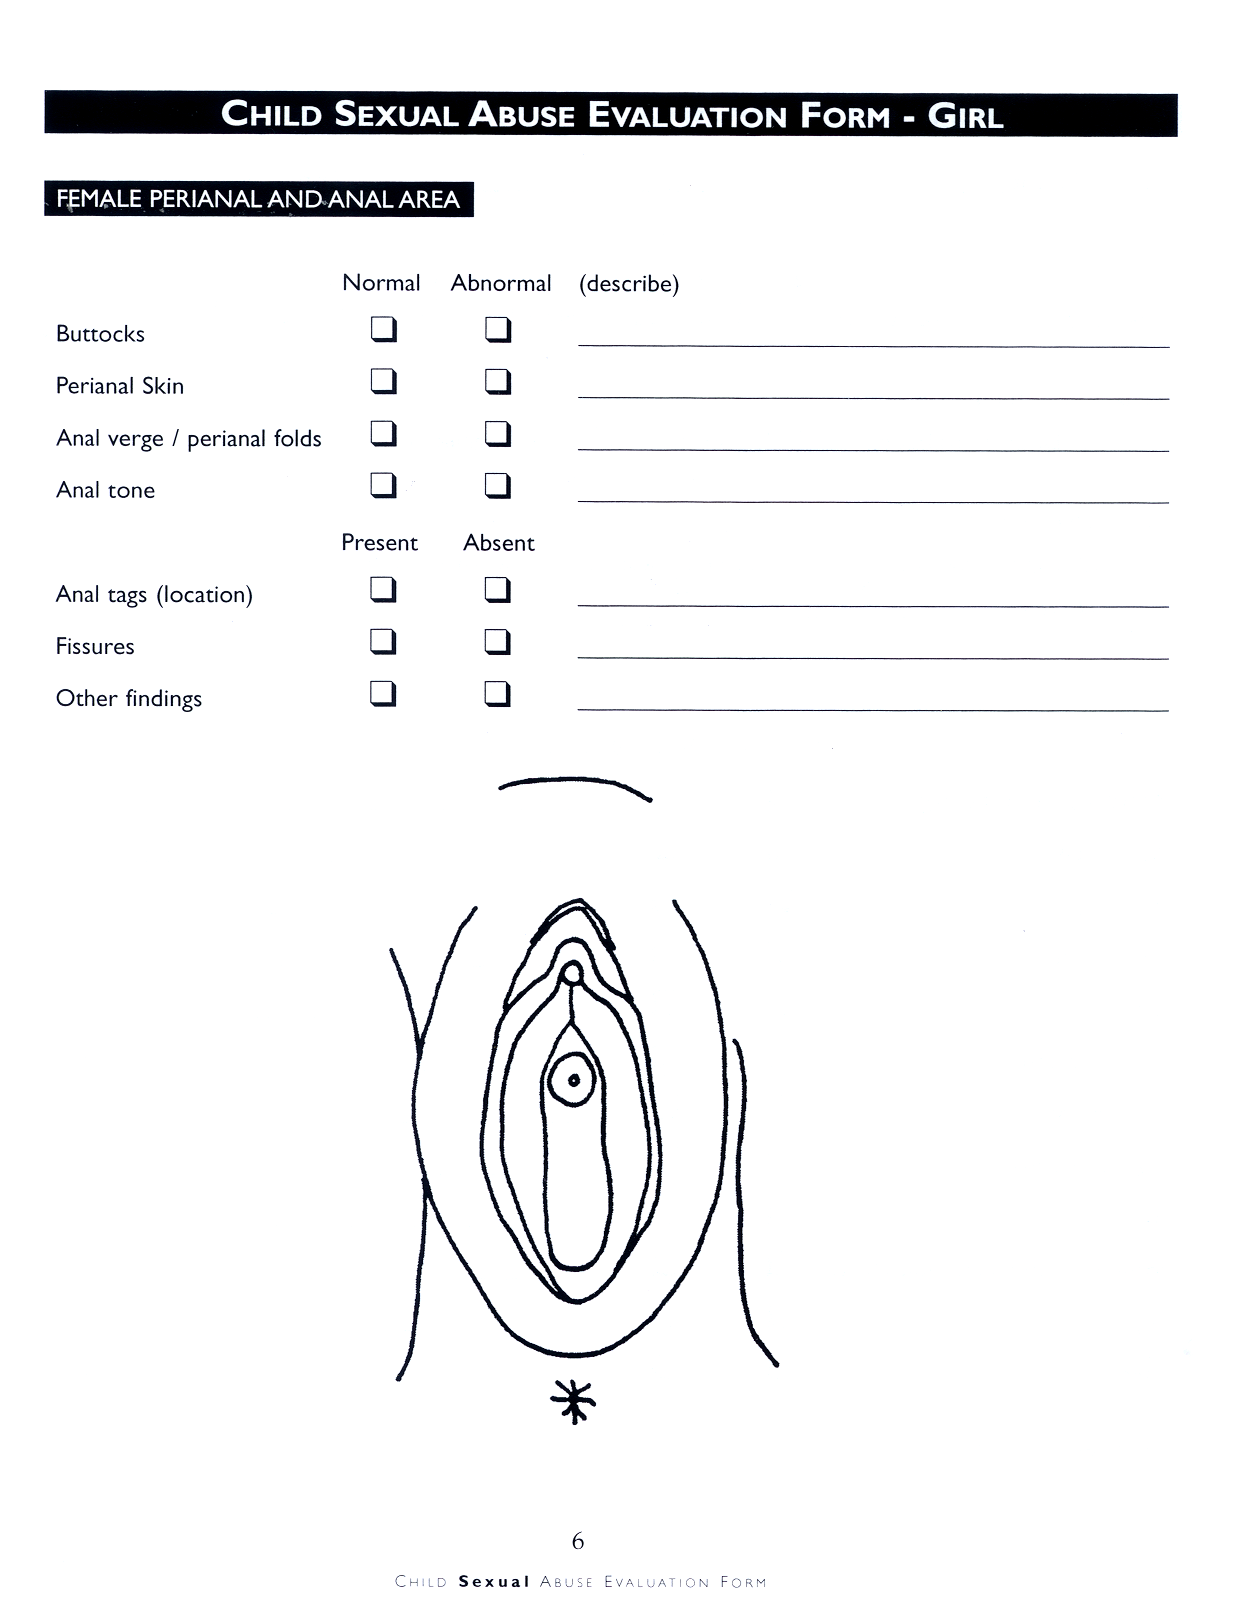 CHILD SEXUAL ABUSE EVALUATION FORM - GIRL
FEMALE PERIANAL AND ANAL AREA
Normal Abnormal (describe)
Buttocks
Perianal Skin
Anal verge / perianal folds
Anal tone
Present Absent
Anal tags (location)
Fissures
Other findings
6
CHILD Sexual ABUSE EVALUATION FORM